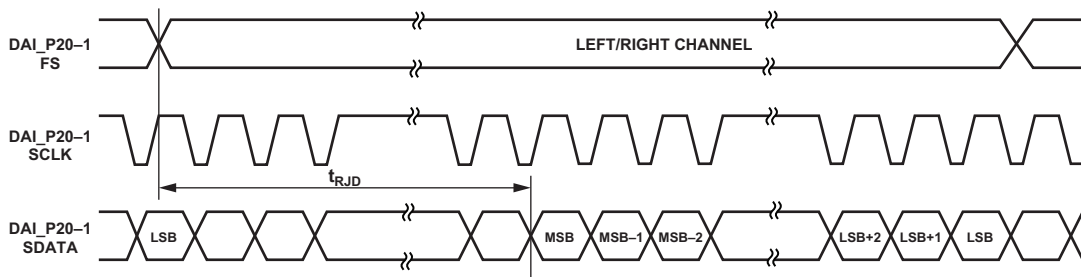 DAI_P20–1
FS
LEFT/RIGHT CHANNEL
DAI_P20–1
SCLK
tRJD
DAI_P20–1
SDATA
LSB
MSB
MSB–1
MSB–2
LSB+2
LSB+1
LSB